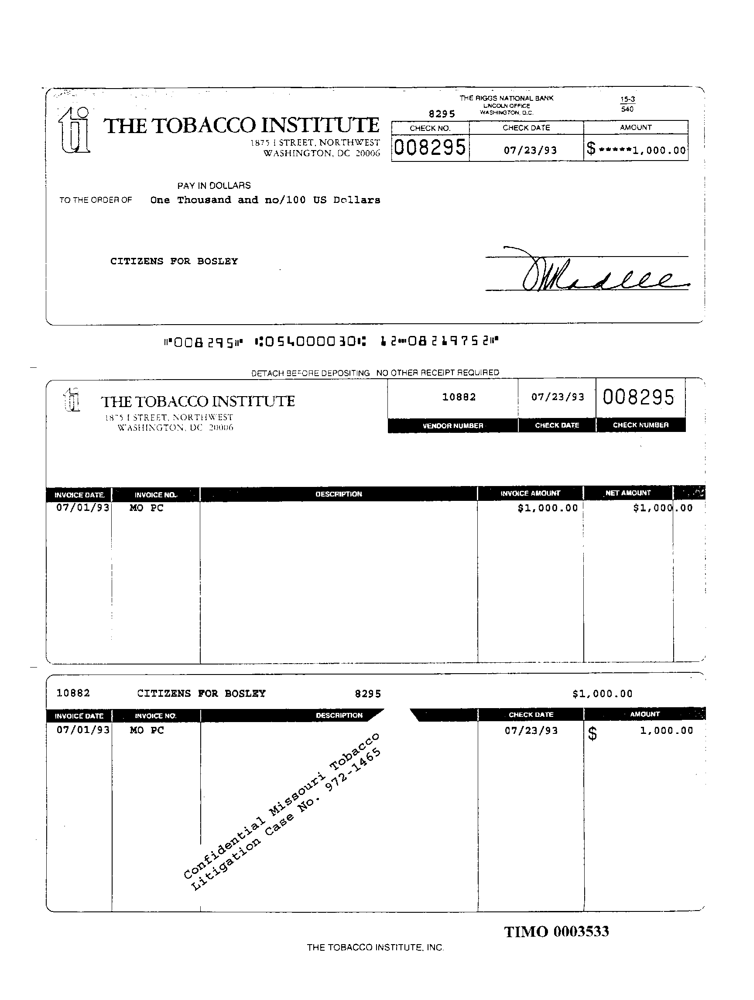 THE RIGGS NATIONAL BANK
LINCOLN OFFICE
8295 WASHINGTON, D.C.
15-3
540
ti
THE TOBACCO INSTITUTE
1875 I STREET, NORTHWEST
WASHINGTON, DC 20006
CHECK NO. CHECK DATE AMOUNT
008295 07/23/93 $*****1,000.00
PAY IN DOLLARS
TO THE ORDER OF One Thousand and no/100 US Dollars
CITIZENS FOR BOSLEY
⑈008295⑈ ⑆054000030⑆ 12⑉08219752⑈
DETACH BEFORE DEPOSITING NO OTHER RECEIPT REQUIRED
ti
THE TOBACCO INSTITUTE
1875 I STREET, NORTHWEST
WASHINGTON, DC 20006
10882 07/23/93 008295
VENDOR NUMBER CHECK DATE CHECK NUMBER
INVOICE DATE INVOICE NO. DESCRIPTION INVOICE AMOUNT NET AMOUNT
07/01/93 MO PC $1,000.00 $1,000.00
10882 CITIZENS FOR BOSLEY 8295 $1,000.00
INVOICE DATE INVOICE NO. DESCRIPTION CHECK DATE AMOUNT
07/01/93 MO PC 07/23/93 $ 1,000.00
Confidential Missouri Tobacco
Litigation Case No. 972-1465
TIMO 0003533
THE TOBACCO INSTITUTE, INC.